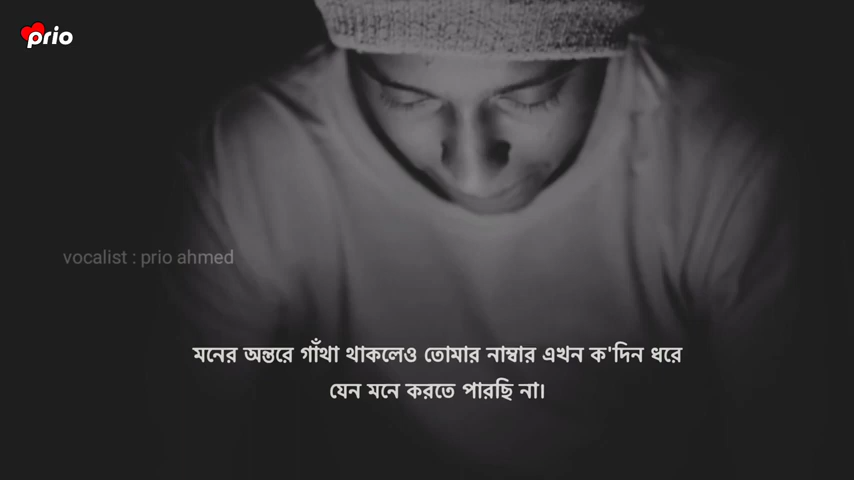 prio
vocalist : prio ahmed
মনের অন্তরে গাঁথা থাকলেও তোমার নাম্বার এখন ক'দিন ধরে
যেন মনে করতে পারছি না।